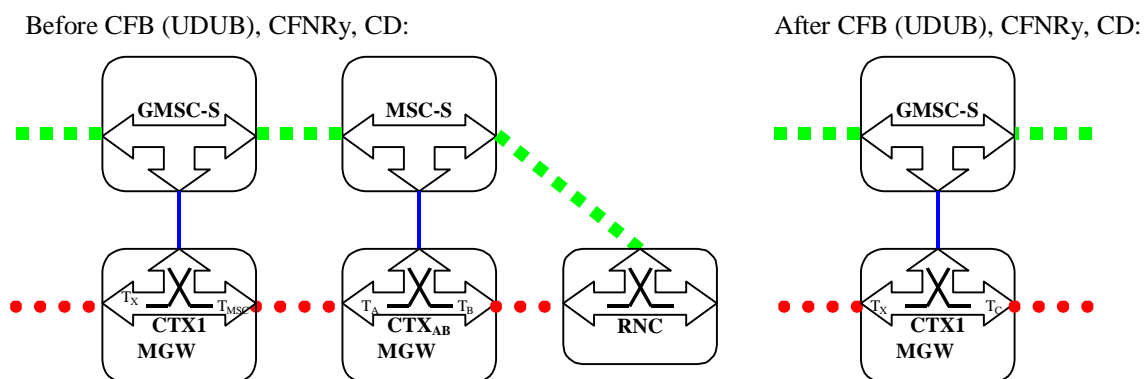 Before CFB (UDUB), CFNRy, CD:
After CFB (UDUB), CFNRy, CD:
GMSC-S
MSC-S
GMSC-S
TX
TMSC
TA
TB
TX
TC
CTX1
CTXAB
RNC
CTX1
MGW
MGW
MGW